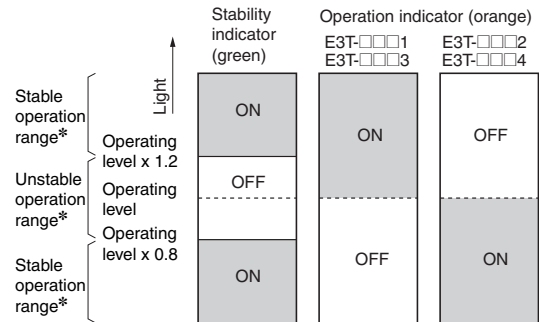 Stability
indicator
(green)
Operation indicator (orange)
E3T-□□□1
E3T-□□□3
E3T-□□□2
E3T-□□□4
Light
Stable
operation
range*
Operating
level x 1.2
Unstable
operation
range*
Operating
level
Operating
level x 0.8
Stable
operation
range*
ON
OFF
ON
ON
OFF
OFF
ON